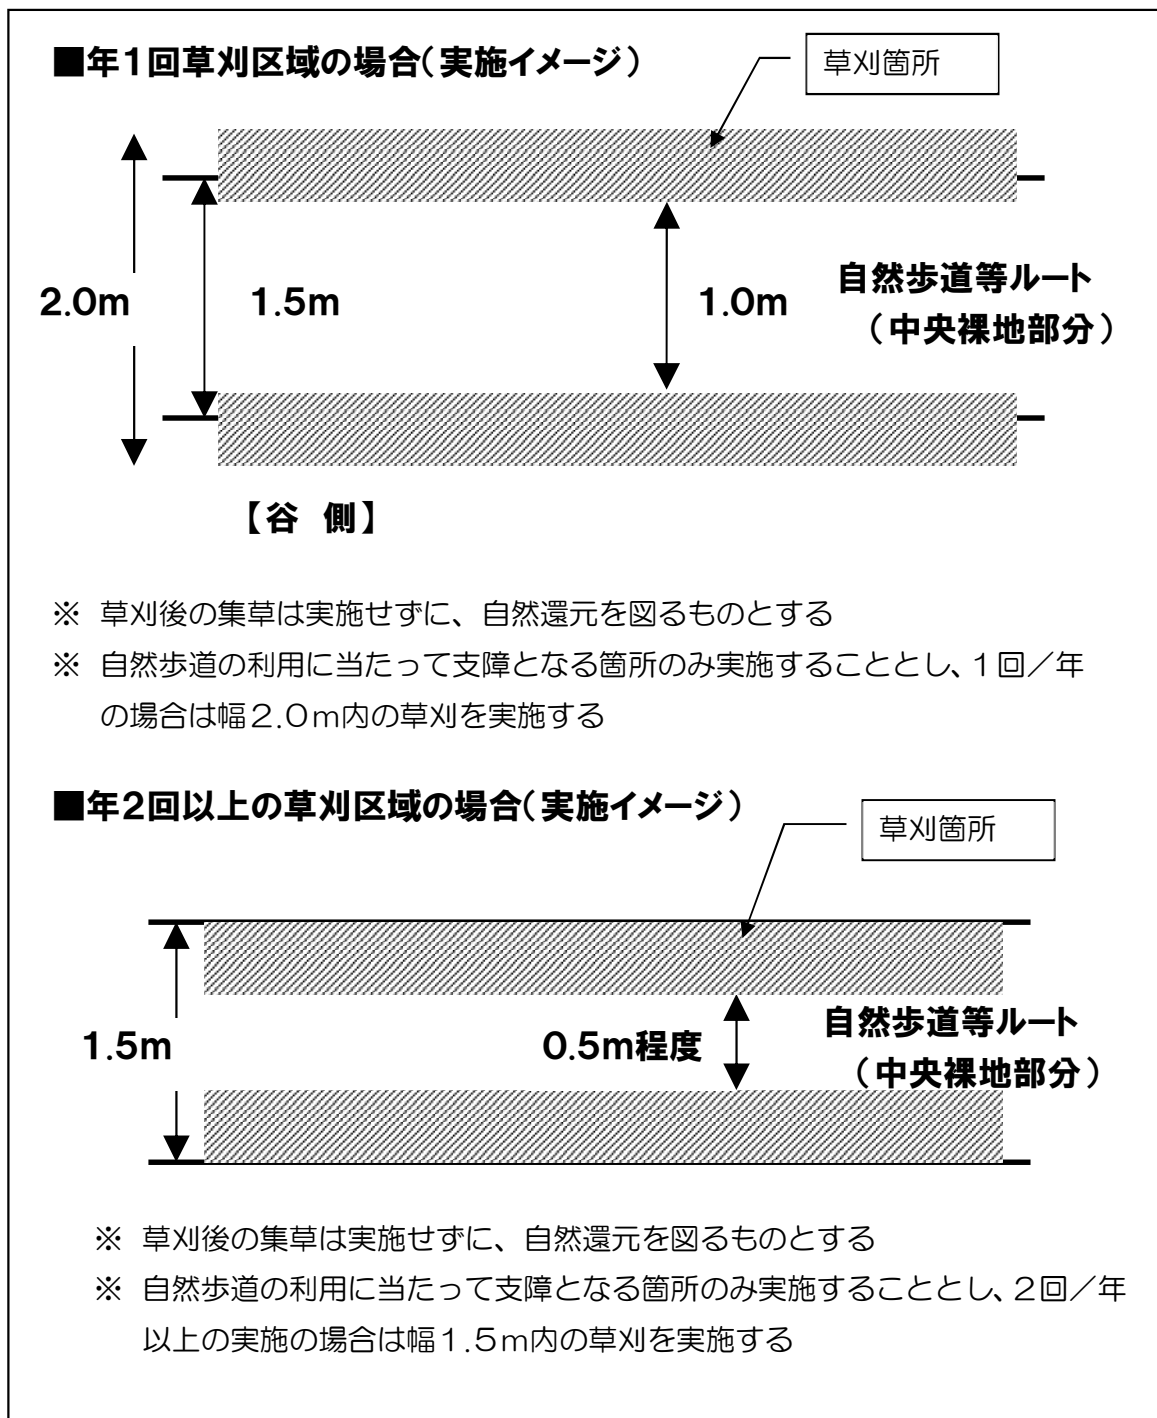 ■年1回草刈区域の場合(実施イメージ)
草刈箇所
2.0m
1.5m
1.0m
自然歩道等ルート
(中央裸地部分)
【谷 側】
※ 草刈後の集草は実施せずに、自然還元を図るものとする
※ 自然歩道の利用に当たって支障となる箇所のみ実施することとし、1回/年
の場合は幅2.0m内の草刈を実施する
■年2回以上の草刈区域の場合(実施イメージ)
草刈箇所
1.5m
0.5m程度
自然歩道等ルート
(中央裸地部分)
※ 草刈後の集草は実施せずに、自然還元を図るものとする
※ 自然歩道の利用に当たって支障となる箇所のみ実施することとし、2回/年
以上の実施の場合は幅1.5m内の草刈を実施する